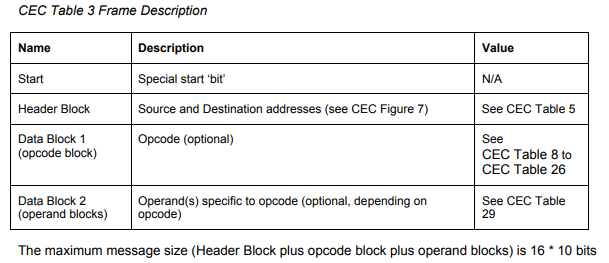 CEC Table 3 Frame Description
Name Description Value
Start Special start ‘bit’ N/A
Header Block Source and Destination addresses (see CEC Figure 7) See CEC Table 5
Data Block 1 Opcode (optional) See
(opcode block) CEC Table 8 to
CEC Table 26
Data Block 2 Operand(s) specific to opcode (optional, depending on See CEC Table
(operand blocks) opcode) 29
The maximum message size (Header Block plus opcode block plus operand blocks) is 16 * 10 bits